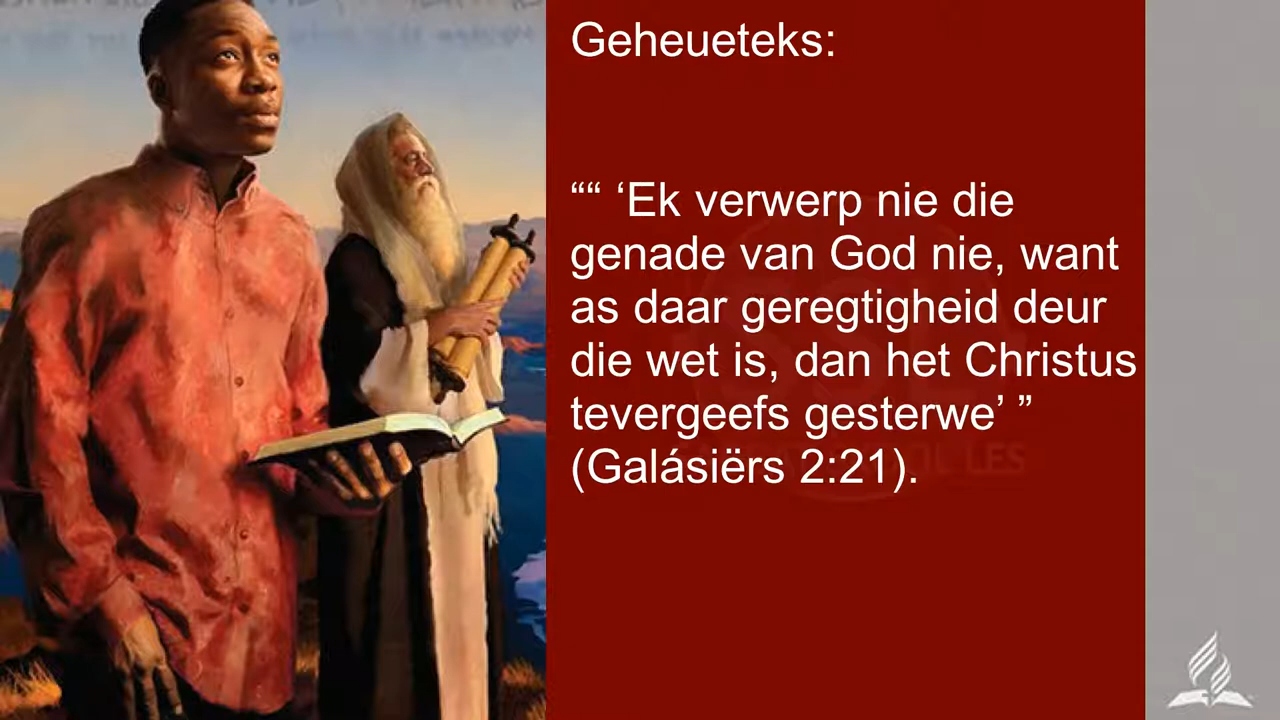 Geheueteks:
““ ‘Ek verwerp nie die
genade van God nie, want
as daar geregtigheid deur
die wet is, dan het Christus
tevergeefs gesterwe’ ”
(Galásiërs 2:21).